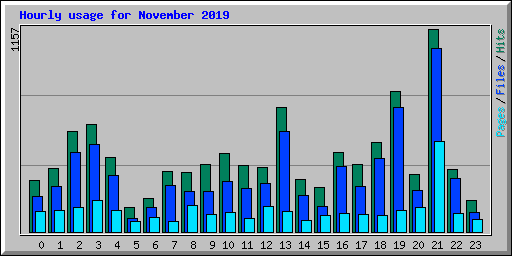 Hourly usage for November 2019
1157
Pages / Files / Hits
0 1 2 3 4 5 6 7 8 9 10 11 12 13 14 15 16 17 18 19 20 21 22 23